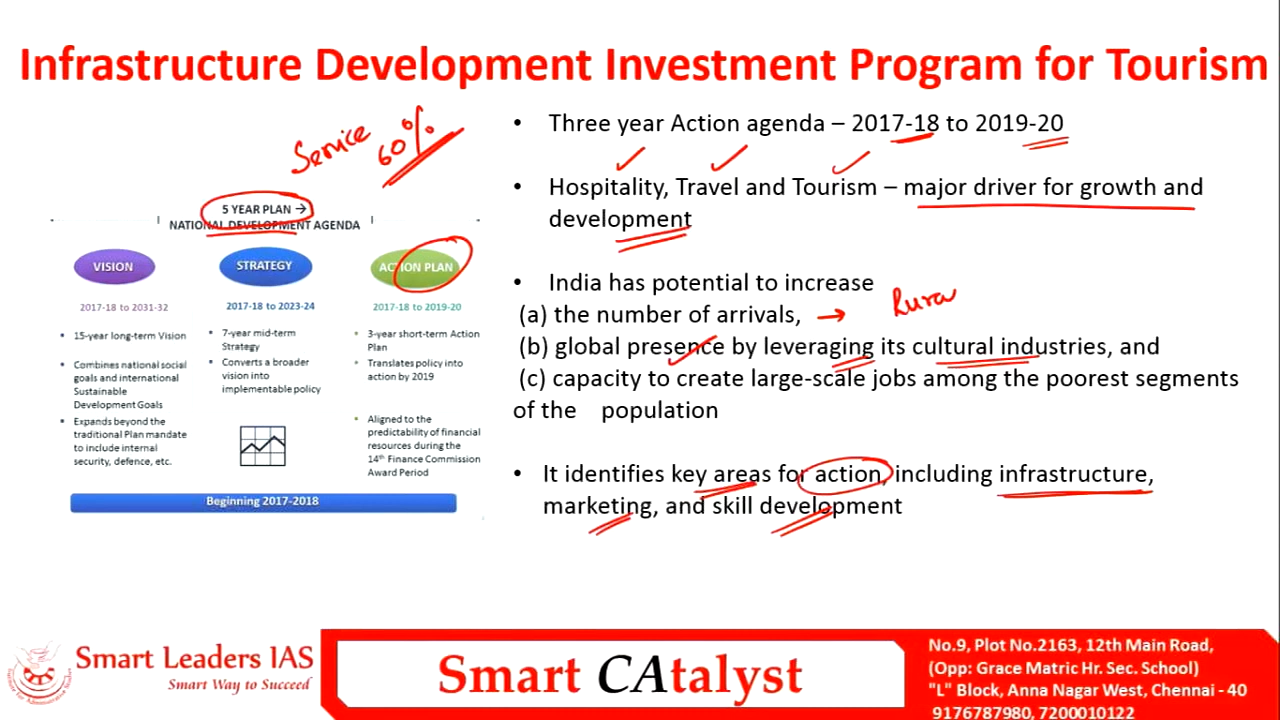 Infrastructure Development Investment Program for Tourism
Service 60%
5 YEAR PLAN →
NATIONAL DEVELOPMENT AGENDA
VISION
2017-18 to 2031-32
• 15-year long-term Vision
• Combines national social
goals and international
Sustainable
Development Goals
• Expands beyond the
traditional Plan mandate
to include internal
security, defence, etc.
STRATEGY
2017-18 to 2023-24
• 7-year mid-term
Strategy
• Converts a broader
vision into
implementable policy
ACTION PLAN
2017-18 to 2019-20
• 3-year short-term Action
Plan
• Translates policy into
action by 2019
• Aligned to the
predictability of financial
resources during the
14th Finance Commission
Award Period
Beginning 2017-2018
• Three year Action agenda – 2017-18 to 2019-20
• Hospitality, Travel and Tourism – major driver for growth and
development
• India has potential to increase
(a) the number of arrivals, →
(b) global presence by leveraging its cultural industries, and
(c) capacity to create large-scale jobs among the poorest segments
of the population
• It identifies key areas for action, including infrastructure,
marketing, and skill development
Smart Leaders IAS
Smart Way to Succeed
Smart CAtalyst
No.9, Plot No.2163, 12th Main Road,
(Opp: Grace Matric Hr. Sec. School)
"L" Block, Anna Nagar West, Chennai - 40
9176787980, 7200010122